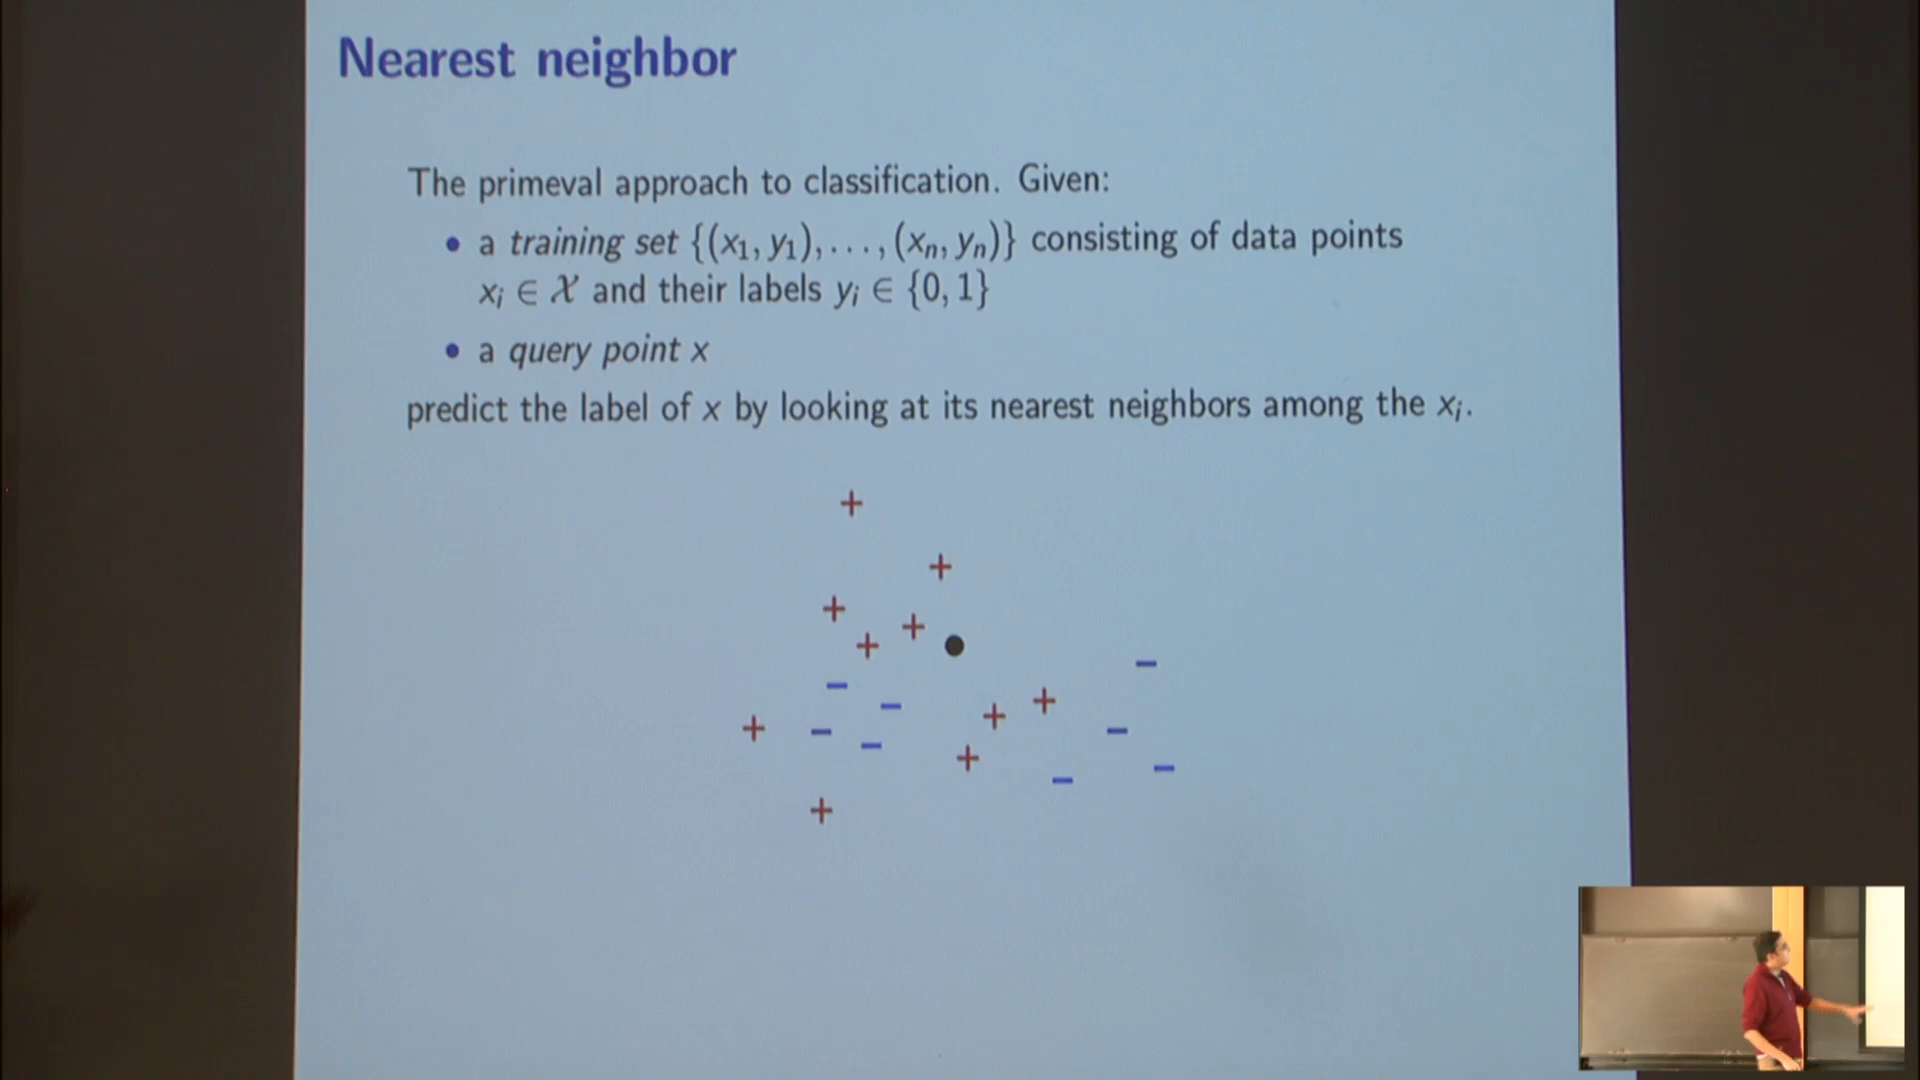 Nearest neighbor
The primeval approach to classification. Given:
• a training set {(x₁, y₁), . . . , (xₙ, yₙ)} consisting of data points
xᵢ ∈ 𝒳 and their labels yᵢ ∈ {0, 1}
• a query point x
predict the label of x by looking at its nearest neighbors among the xᵢ.